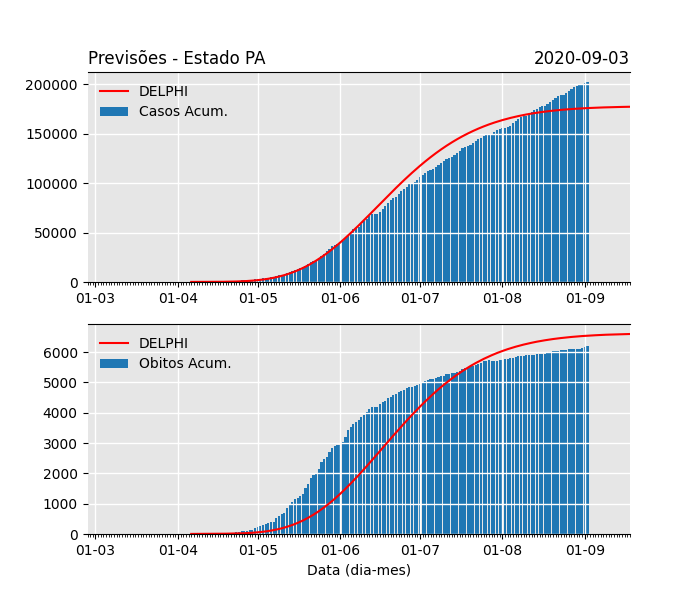 Previsões - Estado PA 2020-09-03
DELPHI
Casos Acum.
200000
150000
100000
50000
0
01-03 01-04 01-05 01-06 01-07 01-08 01-09
DELPHI
Obitos Acum.
6000
5000
4000
3000
2000
1000
0
01-03 01-04 01-05 01-06 01-07 01-08 01-09
Data (dia-mes)